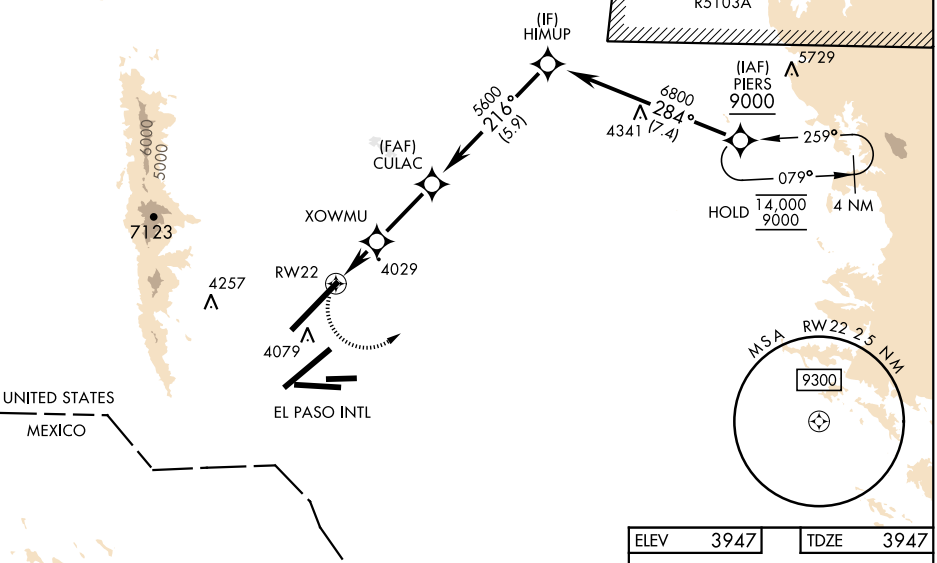 R5103A
(IF)
HIMUP
5729
(IAF)
PIERS
9000
6800
284°
(7.4)
4341
5600
216°
(5.9)
259°
079°
4 NM
HOLD
14,000
9000
(FAF)
CULAC
6000
5000
7123
XOWMU
4029
RW22
4257
4079
EL PASO INTL
UNITED STATES
MEXICO
MSA RW22 25 NM
9300
ELEV 3947
TDZE 3947